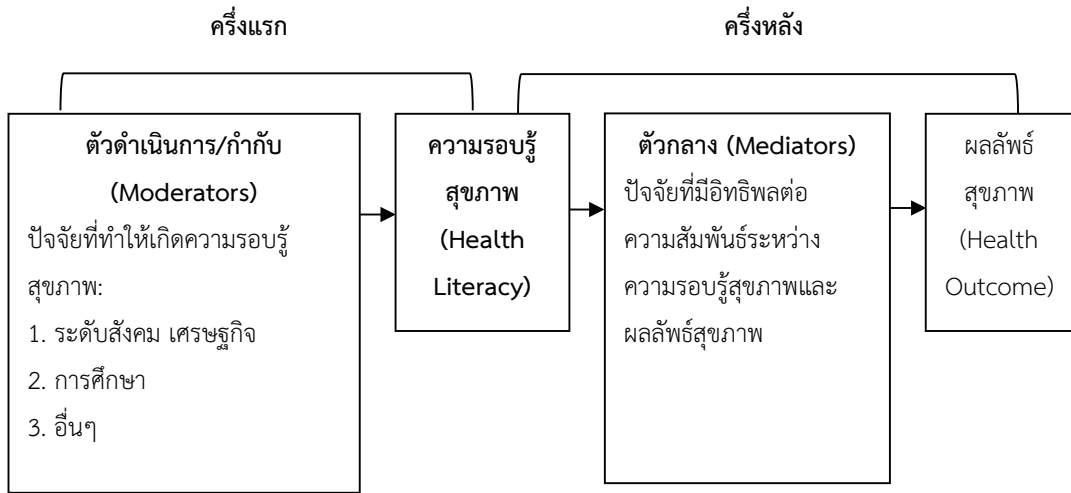 ครึ่งแรก
ครึ่งหลัง
ตัวดำเนินการ/กำกับ
(Moderators)
ปัจจัยที่ทำให้เกิดความรอบรู้
สุขภาพ:
1. ระดับสังคม เศรษฐกิจ
2. การศึกษา
3. อื่นๆ
ความรอบรู้
สุขภาพ
(Health
Literacy)
ตัวกลาง (Mediators)
ปัจจัยที่มีอิทธิพลต่อ
ความสัมพันธ์ระหว่าง
ความรอบรู้สุขภาพและ
ผลลัพธ์สุขภาพ
ผลลัพธ์
สุขภาพ
(Health
Outcome)